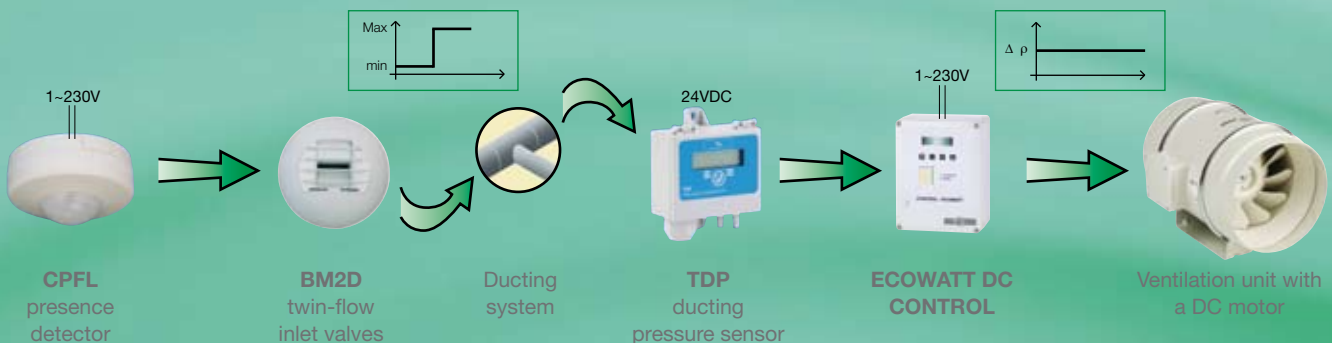 Max
min
Δ ρ
1~230V
24VDC
1~230V
CPFL
presence
detector
BM2D
twin-flow
inlet valves
Ducting
system
TDP
ducting
pressure sensor
ECOWATT DC
CONTROL
Ventilation unit with
a DC motor